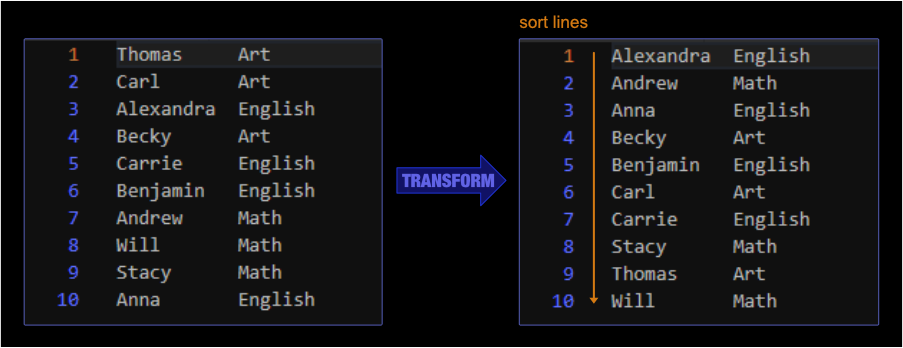 sort lines
1 Thomas Art
2 Carl Art
3 Alexandra English
4 Becky Art
5 Carrie English
6 Benjamin English
7 Andrew Math
8 Will Math
9 Stacy Math
10 Anna English
TRANSFORM
1 Alexandra English
2 Andrew Math
3 Anna English
4 Becky Art
5 Benjamin English
6 Carl Art
7 Carrie English
8 Stacy Math
9 Thomas Art
10 Will Math